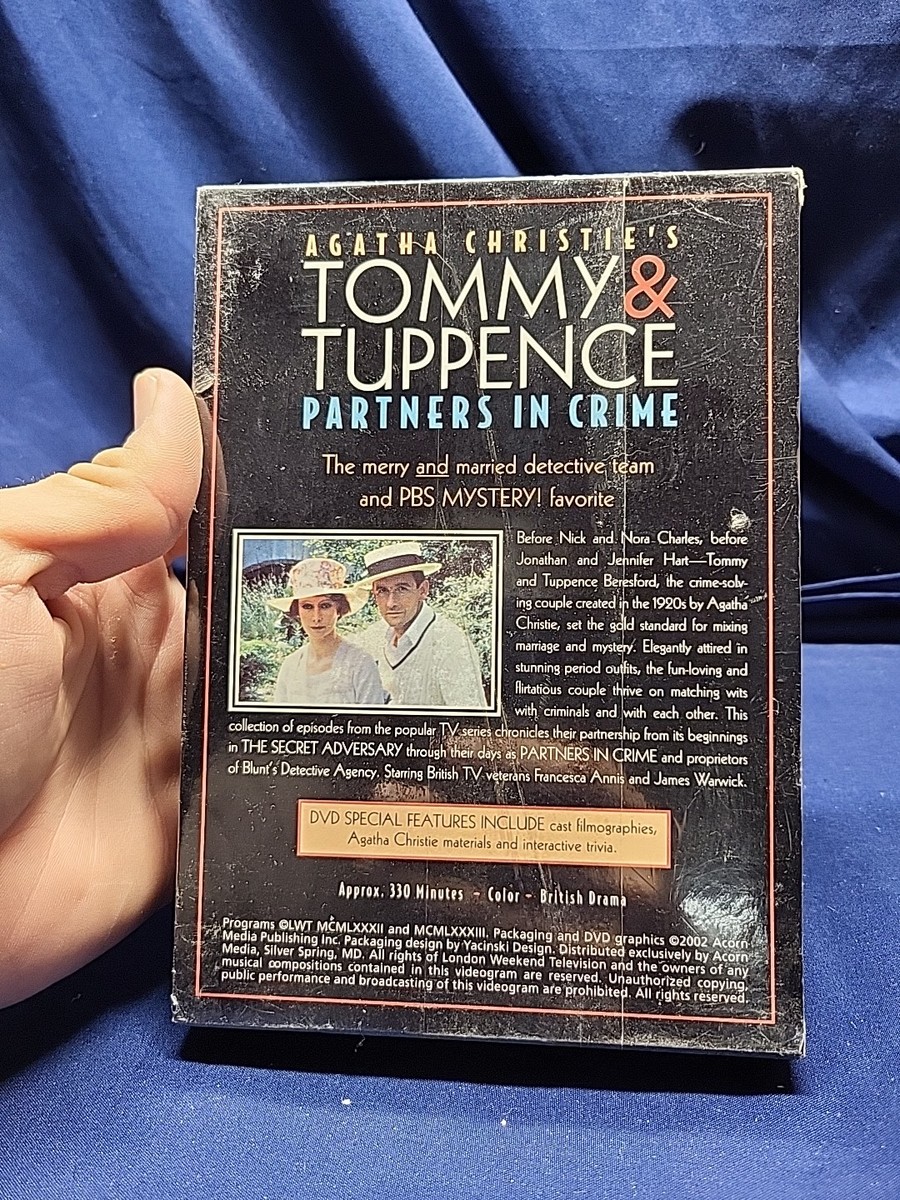 AGATHA CHRISTIE'S
TOMMY &
TUPPENCE
PARTNERS IN CRIME
The merry and married detective team
and PBS MYSTERY! favorite
Before Nick and Nora Charles, before
Jonathan and Jennifer Hart—Tommy
and Tuppence Beresford, the crime-solv-
ing couple created in the 1920s by Agatha
Christie, set the gold standard for mixing
marriage and mystery. Elegantly attired in
stunning period outfits, the fun-loving and
flirtatious couple thrive on matching wits
with criminals and with each other. This
collection of episodes from the popular TV series chronicles their partnership from its beginnings
in THE SECRET ADVERSARY through their days as PARTNERS IN CRIME and proprietors
of Blunt's Detective Agency. Starring British TV veterans Francesca Annis and James Warwick.
DVD SPECIAL FEATURES INCLUDE cast filmographies,
Agatha Christie materials and interactive trivia.
Approx. 330 Minutes - Color - British Drama
Programs ©LWT MCMLXXXII and MCMLXXXIII. Packaging and DVD graphics ©2002 Acorn
Media Publishing Inc. Packaging design by Yacinski Design. Distributed exclusively by Acorn
Media, Silver Spring, MD. All rights of London Weekend Television and the owners of any
musical compositions contained in this videogram are reserved. Unauthorized copying,
public performance and broadcasting of this videogram are prohibited. All rights reserved.